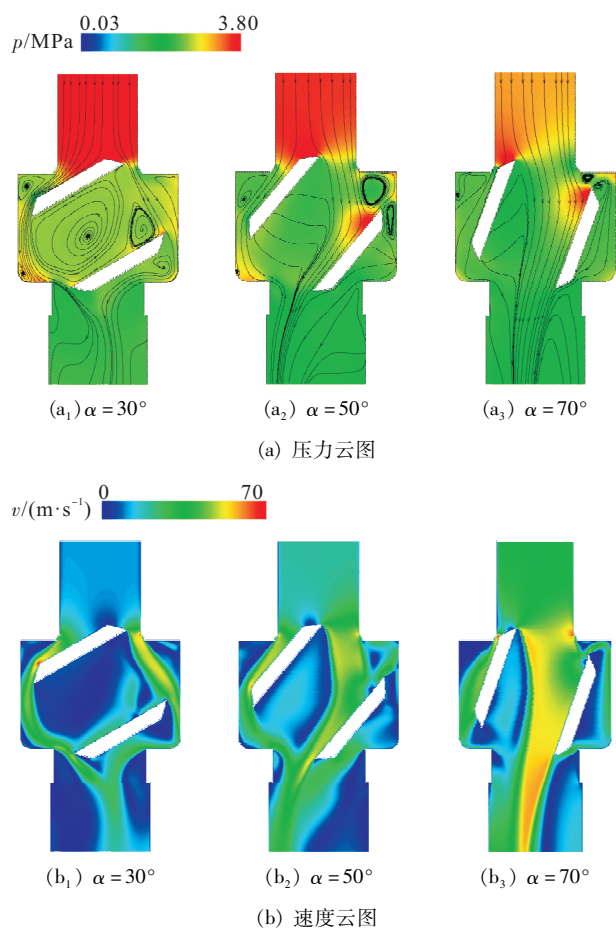 p/MPa 0.03 3.80
(a₁) α = 30° (a₂) α = 50° (a₃) α = 70°
(a) 压力云图
v/(m·s⁻¹) 0 70
(b₁) α = 30° (b₂) α = 50° (b₃) α = 70°
(b) 速度云图